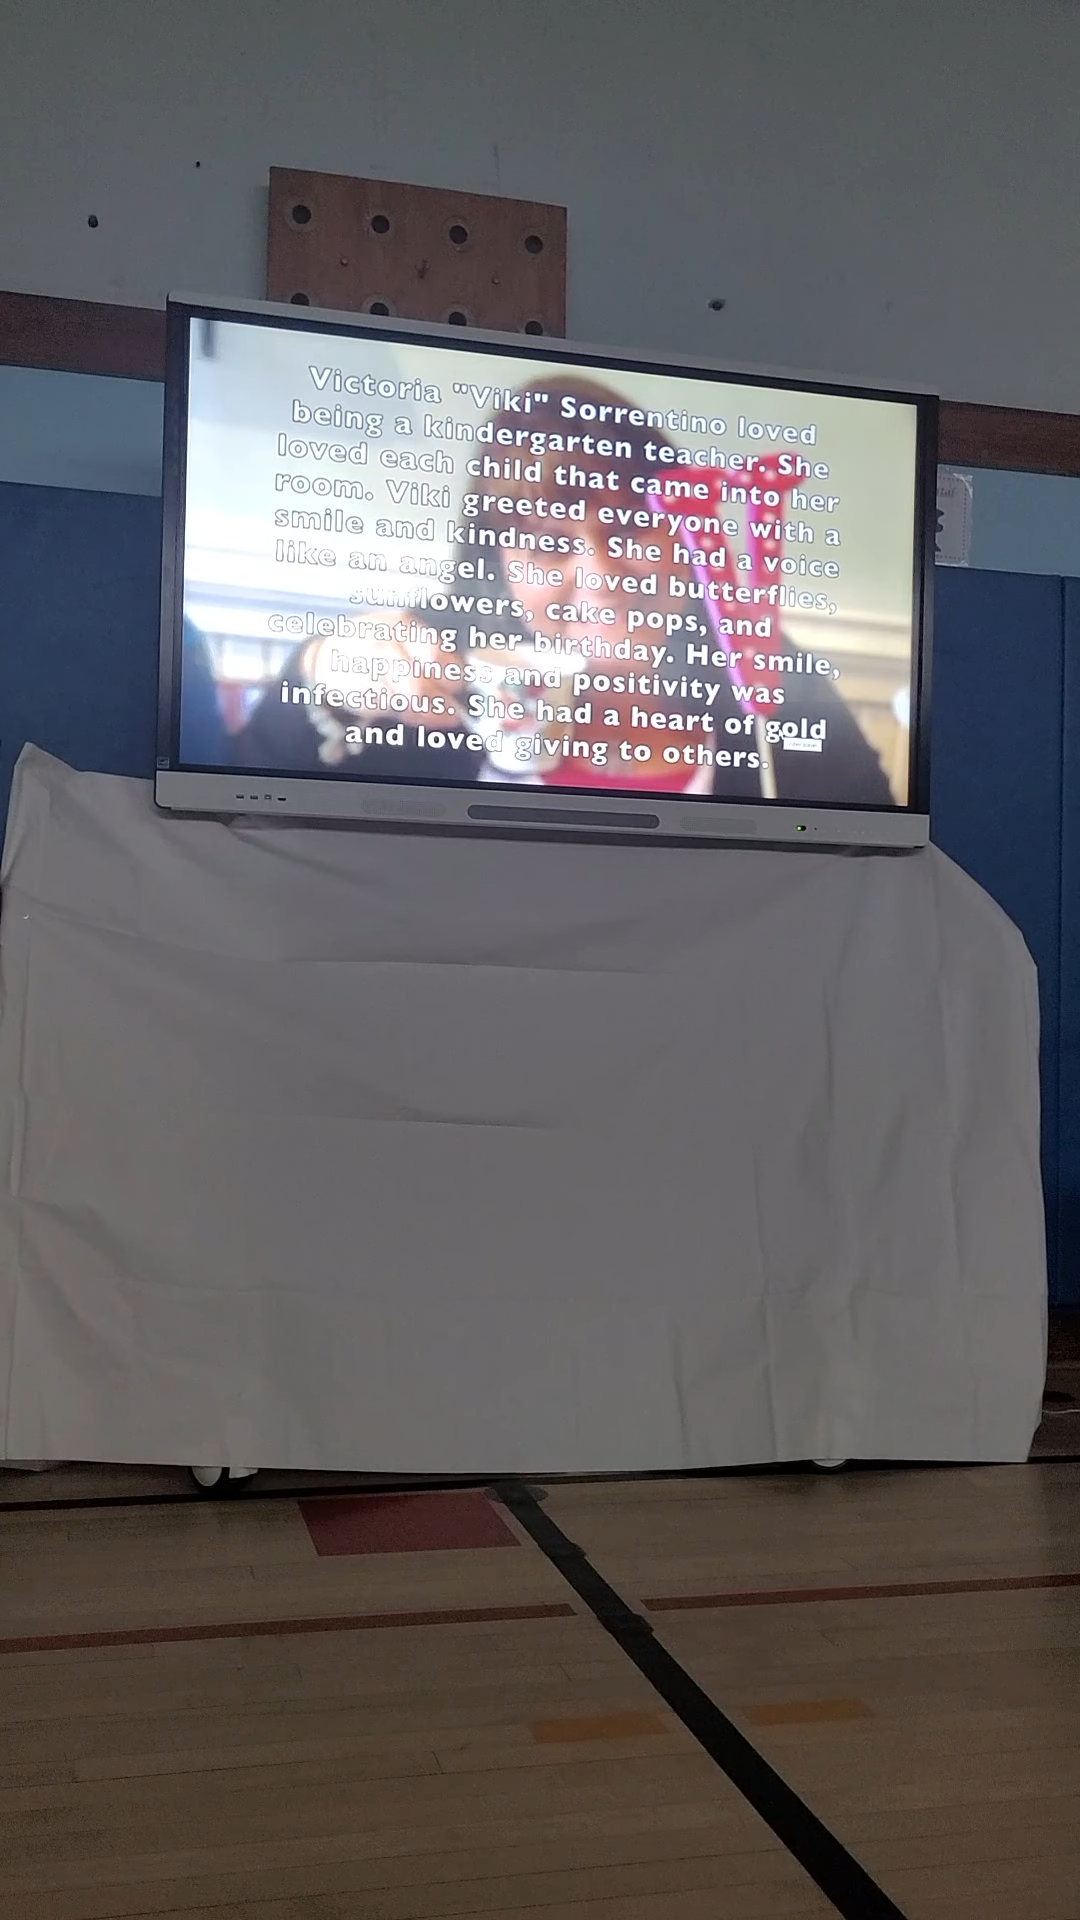 Victoria "Viki" Sorrentino loved
being a kindergarten teacher. She
loved each child that came into her
room. Viki greeted everyone with a
smile and kindness. She had a voice
like an angel. She loved butterflies,
sunflowers, cake pops, and
celebrating her birthday. Her smile,
happiness and positivity was
infectious. She had a heart of gold
and loved giving to others.